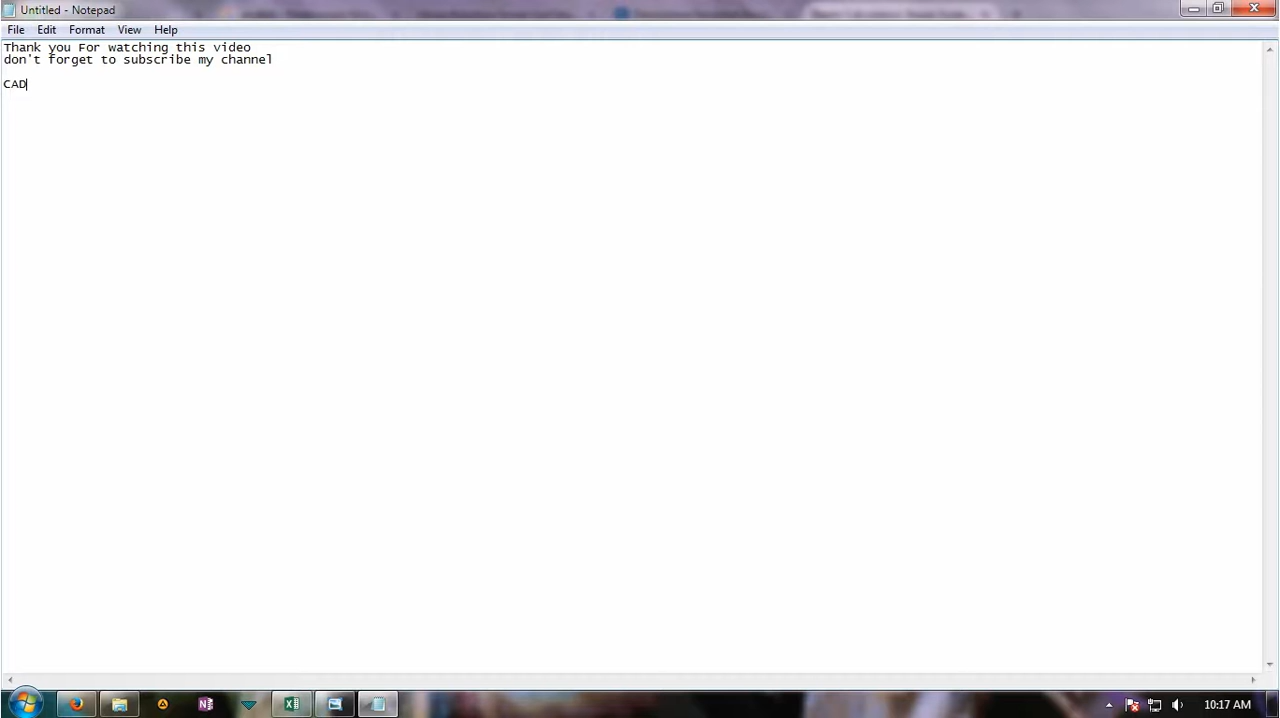 Untitled - Notepad
File Edit Format View Help
Thank you For watching this video
don't forget to subscribe my channel
CAD
10:17 AM